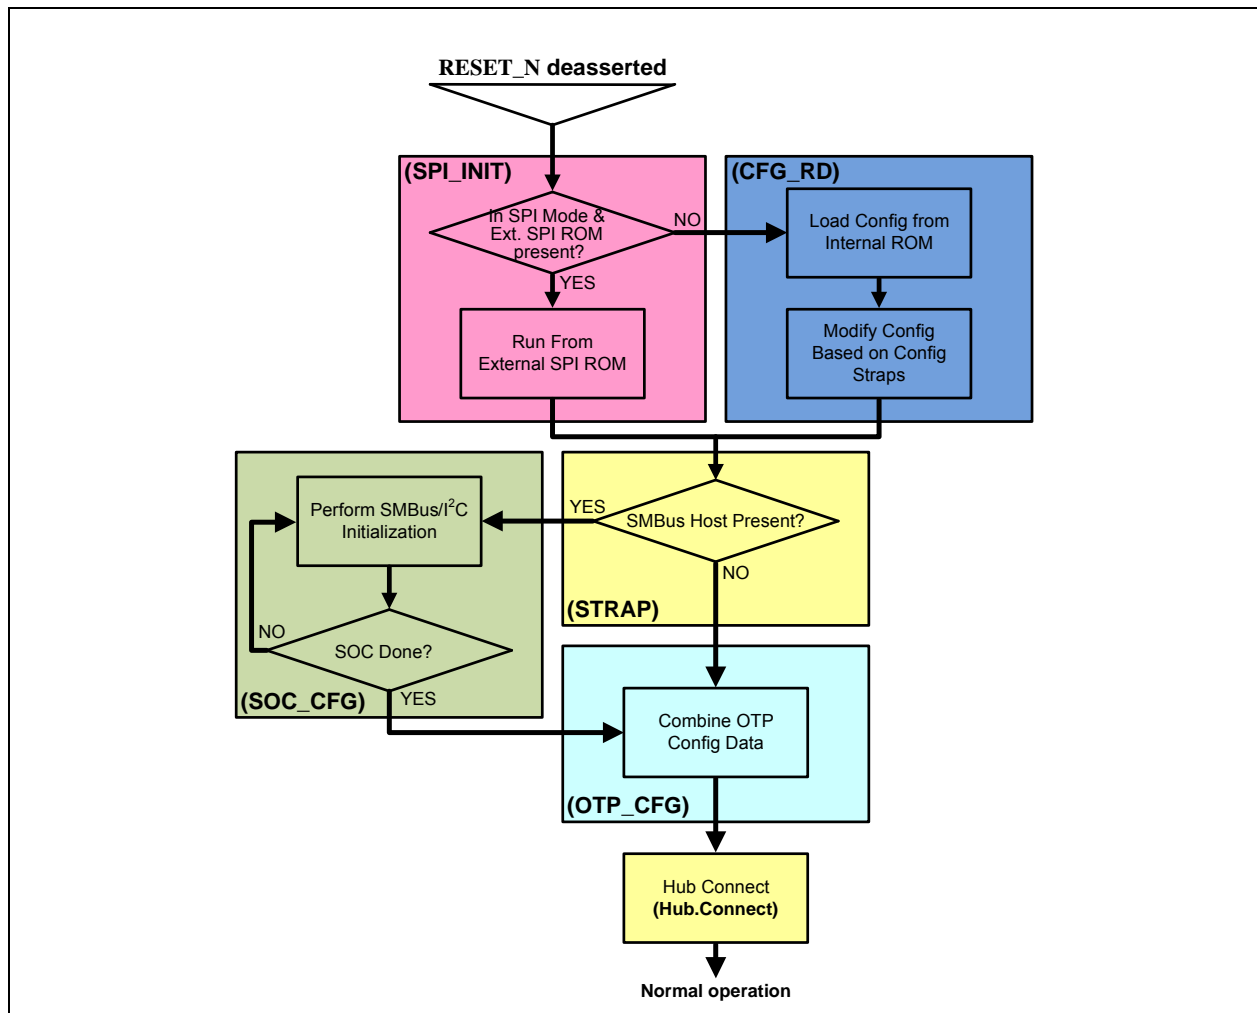 RESET_N deasserted
(SPI_INIT)
(CFG_RD)
In SPI Mode &
Ext. SPI ROM
present?
NO
Load Config from
Internal ROM
YES
Run From
External SPI ROM
Modify Config
Based on Config
Straps
Perform SMBus/I²C
Initialization
YES
SMBus Host Present?
NO
(STRAP)
NO
SOC Done?
(SOC_CFG)
YES
Combine OTP
Config Data
(OTP_CFG)
Hub Connect
(Hub.Connect)
Normal operation